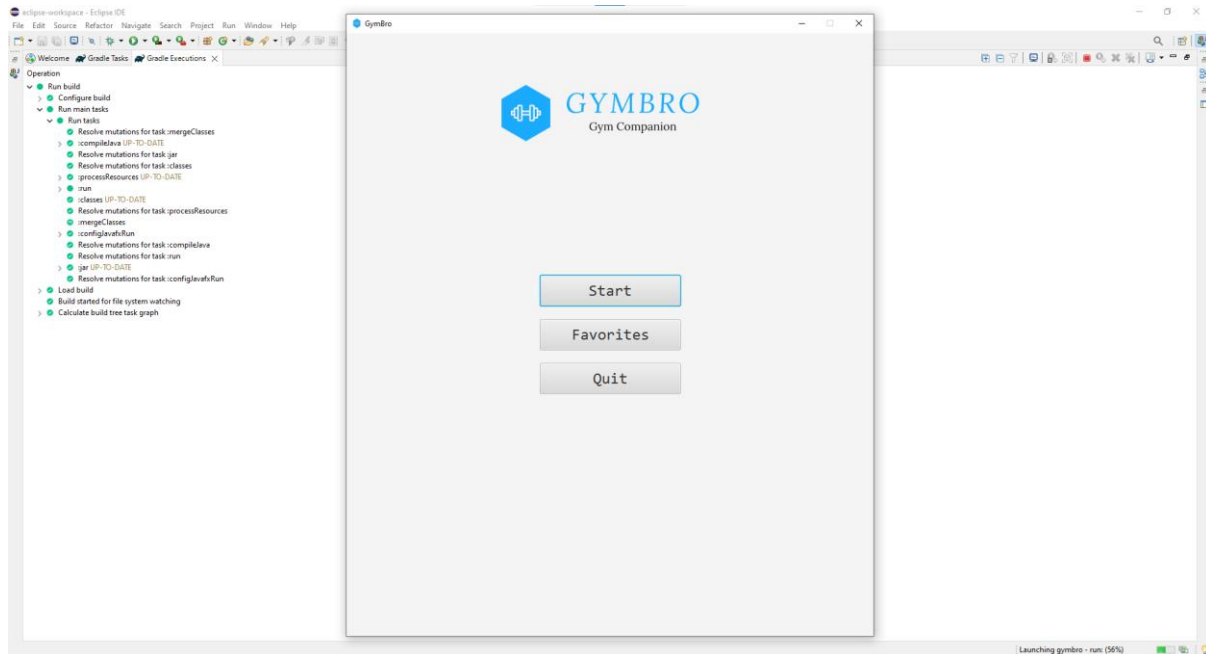 eclipse-workspace - Eclipse IDE
File Edit Source Refactor Navigate Search Project Run Window Help
Welcome Gradle Tasks Gradle Executions
Operation
Run build
Configure build
Run main tasks
Run tasks
Resolve mutations for task :mergeClasses
:compileJava UP-TO-DATE
Resolve mutations for task :jar
Resolve mutations for task :classes
:processResources UP-TO-DATE
:run
:classes UP-TO-DATE
Resolve mutations for task :processResources
:mergeClasses
:configJavafxRun
Resolve mutations for task :compileJava
Resolve mutations for task :run
:jar UP-TO-DATE
Resolve mutations for task :configJavafxRun
Load build
Build started for file system watching
Calculate build tree task graph
GymBro
GYMBRO
Gym Companion
Start
Favorites
Quit
Launching gymbro - run: (56%)